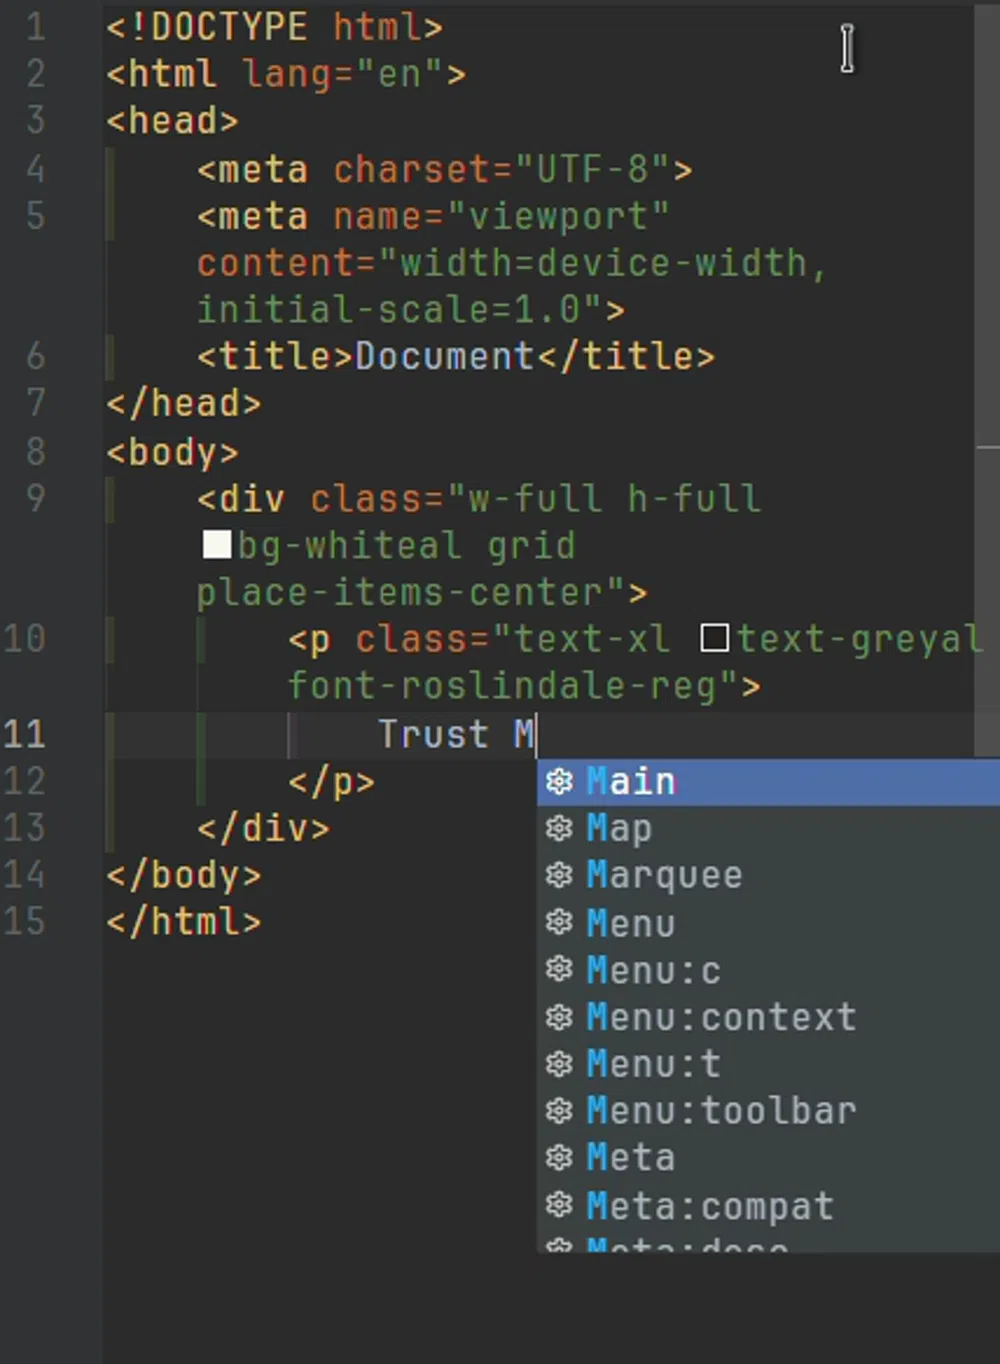 1 <!DOCTYPE html>
2 <html lang="en">
3 <head>
4 <meta charset="UTF-8">
5 <meta name="viewport"
content="width=device-width,
initial-scale=1.0">
6 <title>Document</title>
7 </head>
8 <body>
9 <div class="w-full h-full
bg-whiteal grid
place-items-center">
10 <p class="text-xl text-greyal
font-roslindale-reg">
11 Trust M
12 </p>
13 </div>
14 </body>
15 </html>
Main
Map
Marquee
Menu
Menu:c
Menu:context
Menu:t
Menu:toolbar
Meta
Meta:compat
Meta:desc